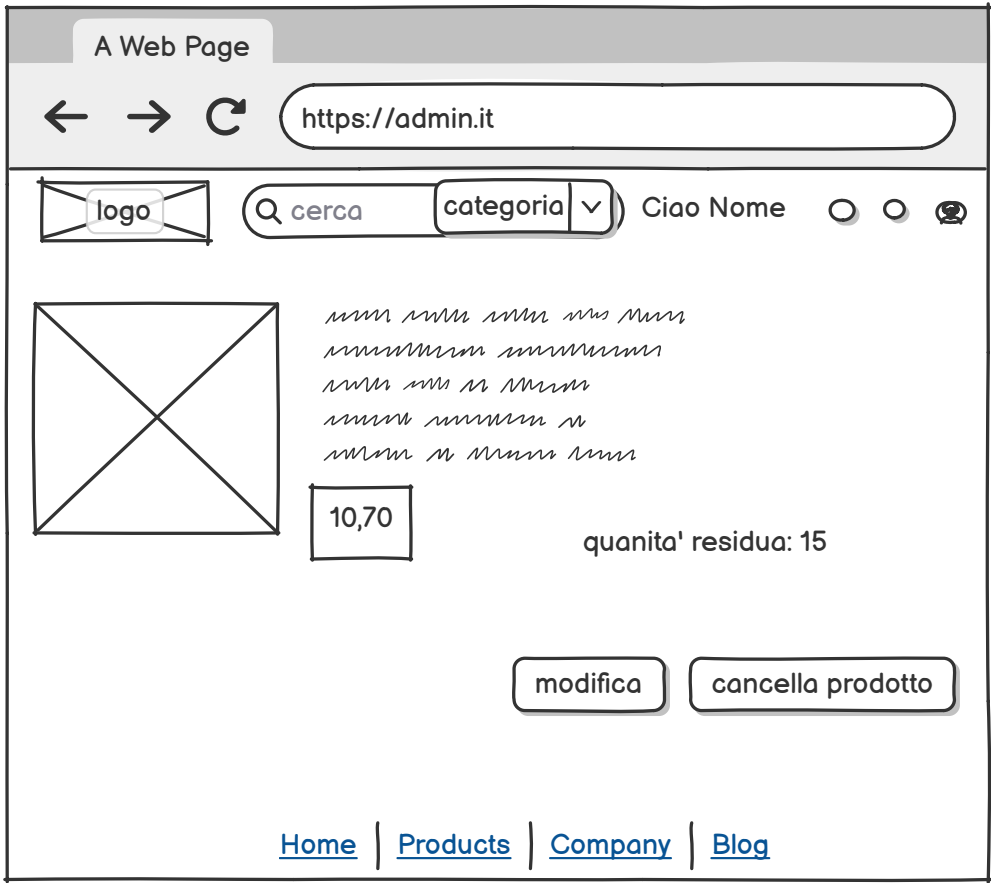 A Web Page
https://admin.it
logo
cerca
categoria
Ciao Nome
10,70
quanita' residua: 15
modifica
cancella prodotto
Home
Products
Company
Blog